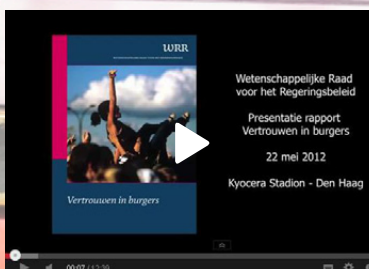 WRR
Vertrouwen in burgers
Wetenschappelijke Raad
voor het Regeringsbeleid
Presentatie rapport
Vertrouwen in burgers
22 mei 2012
Kyocera Stadion - Den Haag
00:07 / 12:39